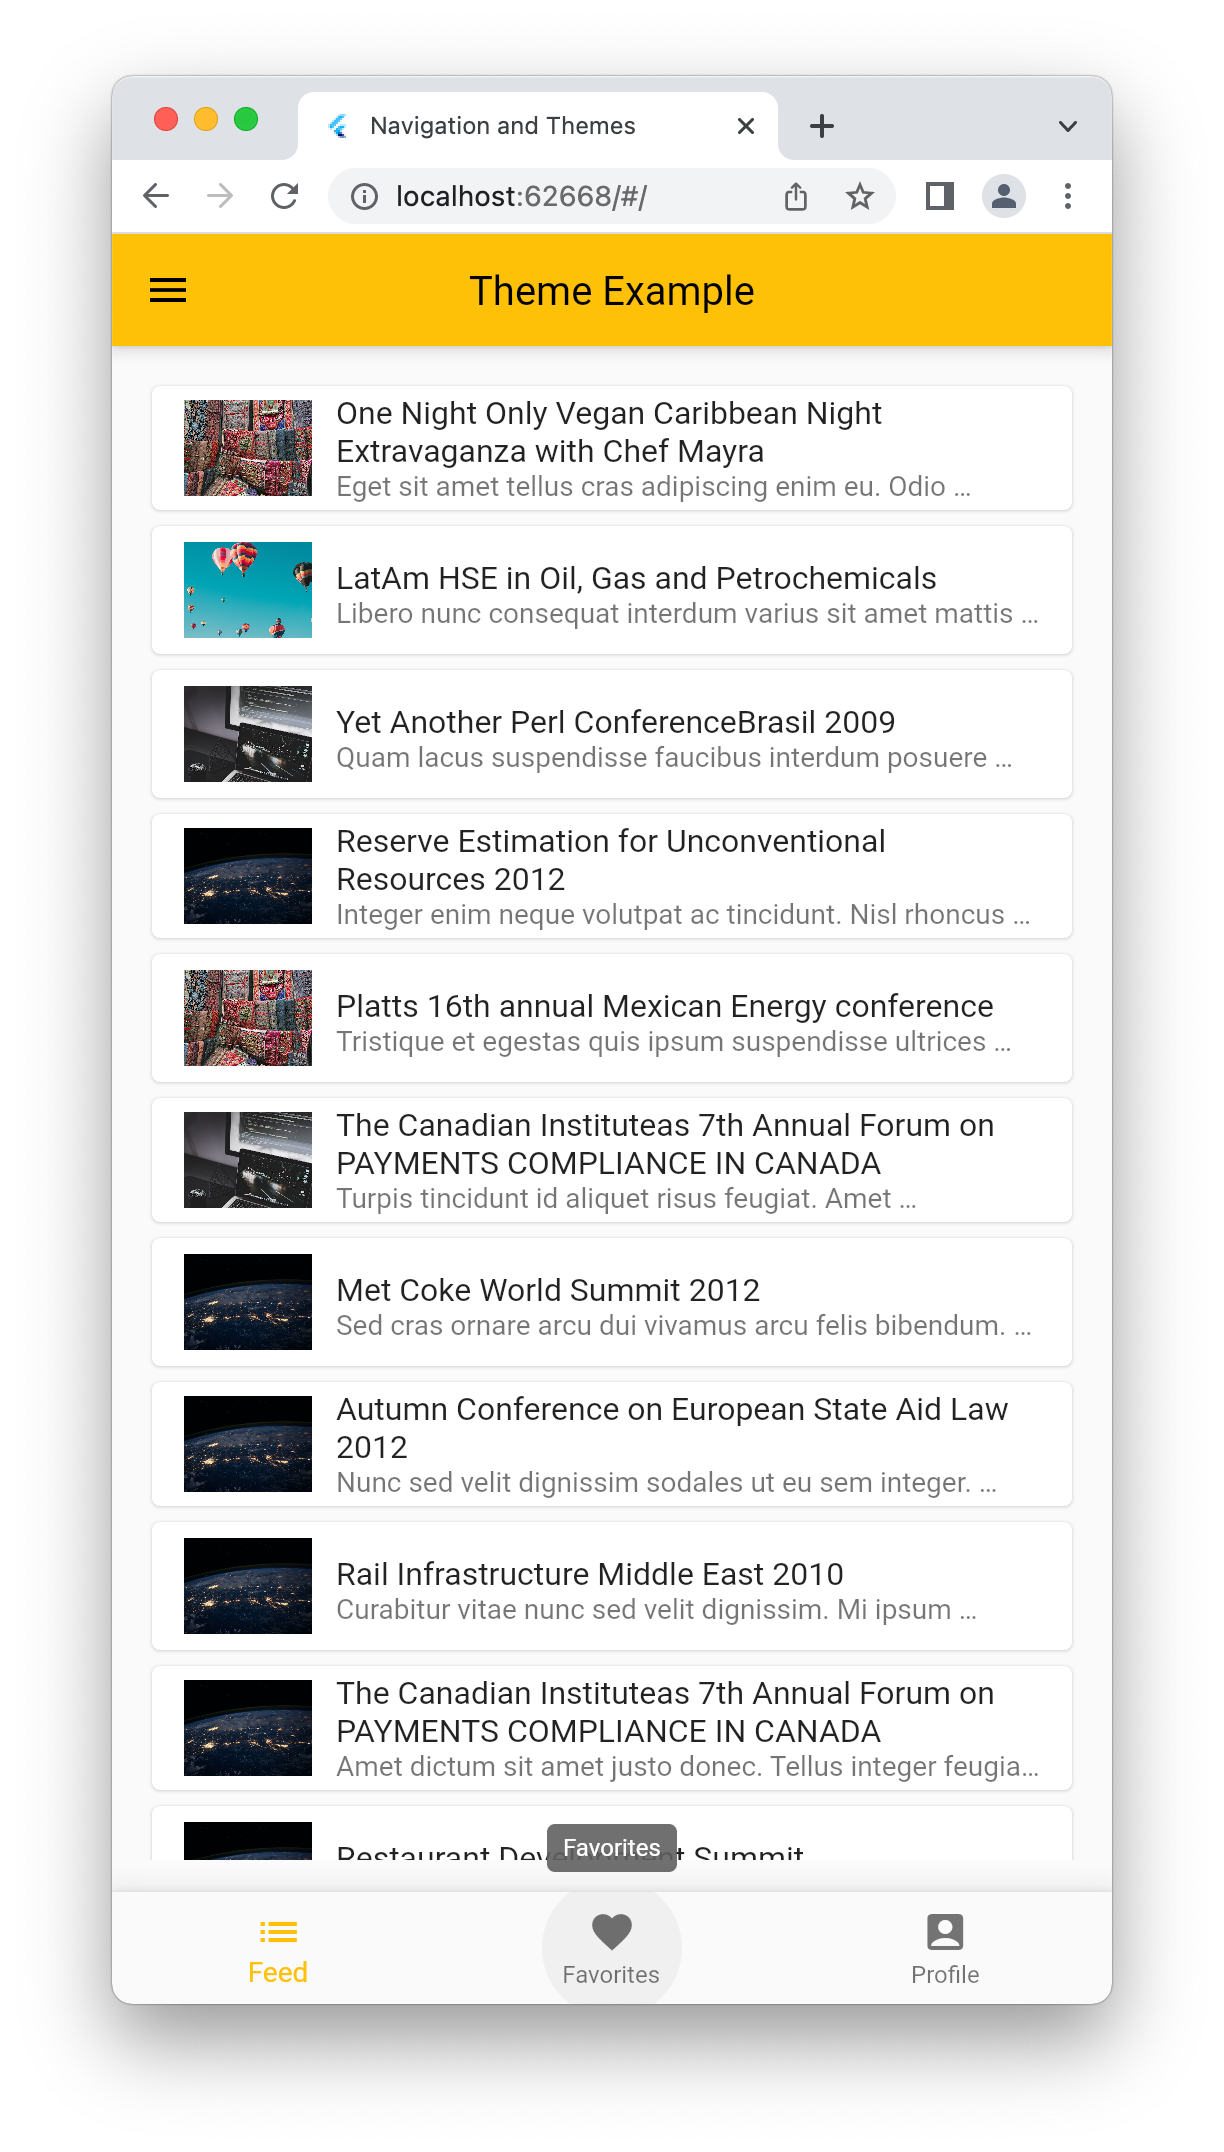 Navigation and Themes
localhost:62668/#/
Theme Example
One Night Only Vegan Caribbean Night
Extravaganza with Chef Mayra
Eget sit amet tellus cras adipiscing enim eu. Odio ...
LatAm HSE in Oil, Gas and Petrochemicals
Libero nunc consequat interdum varius sit amet mattis ...
Yet Another Perl ConferenceBrasil 2009
Quam lacus suspendisse faucibus interdum posuere ...
Reserve Estimation for Unconventional
Resources 2012
Integer enim neque volutpat ac tincidunt. Nisl rhoncus ...
Platts 16th annual Mexican Energy conference
Tristique et egestas quis ipsum suspendisse ultrices ...
The Canadian Instituteas 7th Annual Forum on
PAYMENTS COMPLIANCE IN CANADA
Turpis tincidunt id aliquet risus feugiat. Amet ...
Met Coke World Summit 2012
Sed cras ornare arcu dui vivamus arcu felis bibendum. ...
Autumn Conference on European State Aid Law
2012
Nunc sed velit dignissim sodales ut eu sem integer. ...
Rail Infrastructure Middle East 2010
Curabitur vitae nunc sed velit dignissim. Mi ipsum ...
The Canadian Instituteas 7th Annual Forum on
PAYMENTS COMPLIANCE IN CANADA
Amet dictum sit amet justo donec. Tellus integer feugia...
Restaurant Development Summit
Favorites
Feed
Favorites
Profile